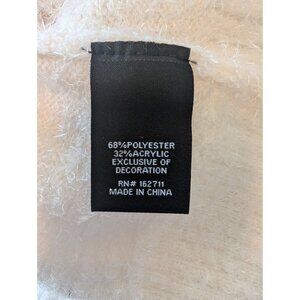 68%POLYESTER
32%ACRYLIC
EXCLUSIVE OF
DECORATION
RN# 162711
MADE IN CHINA